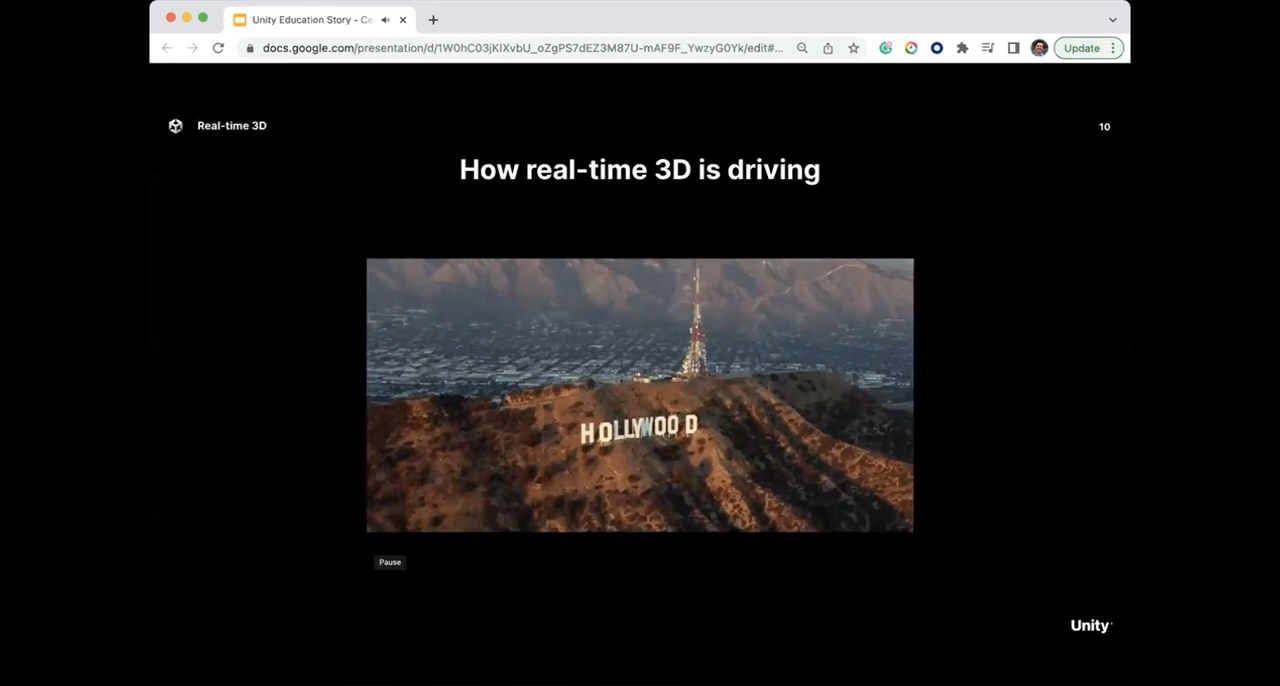 Unity Education Story - Ce
docs.google.com/presentation/d/1W0hC03jKlXvbU_oZgPS7dEZ3M87U-mAF9F_YwzyG0Yk/edit#...
Update
Real-time 3D
10
How real-time 3D is driving
HOLLYWOOD
Pause
Unity